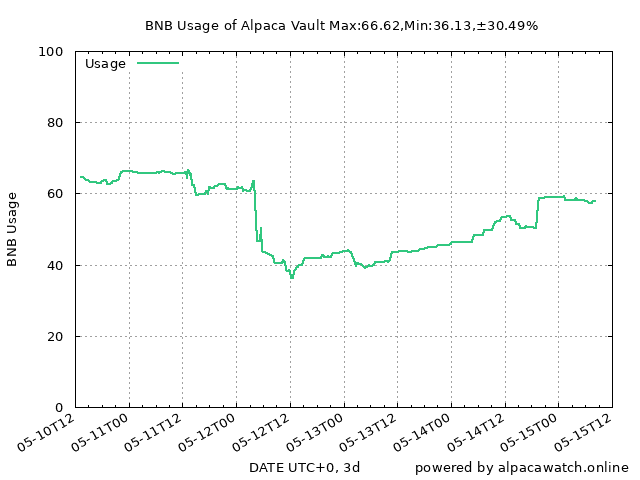 BNB Usage of Alpaca Vault Max:66.62,Min:36.13,±30.49%
Usage
100
80
60
40
20
0
BNB Usage
05-10T12
05-11T00
05-11T12
05-12T00
05-12T12
05-13T00
05-13T12
05-14T00
05-14T12
05-15T00
05-15T12
DATE UTC+0, 3d
powered by alpacawatch.online